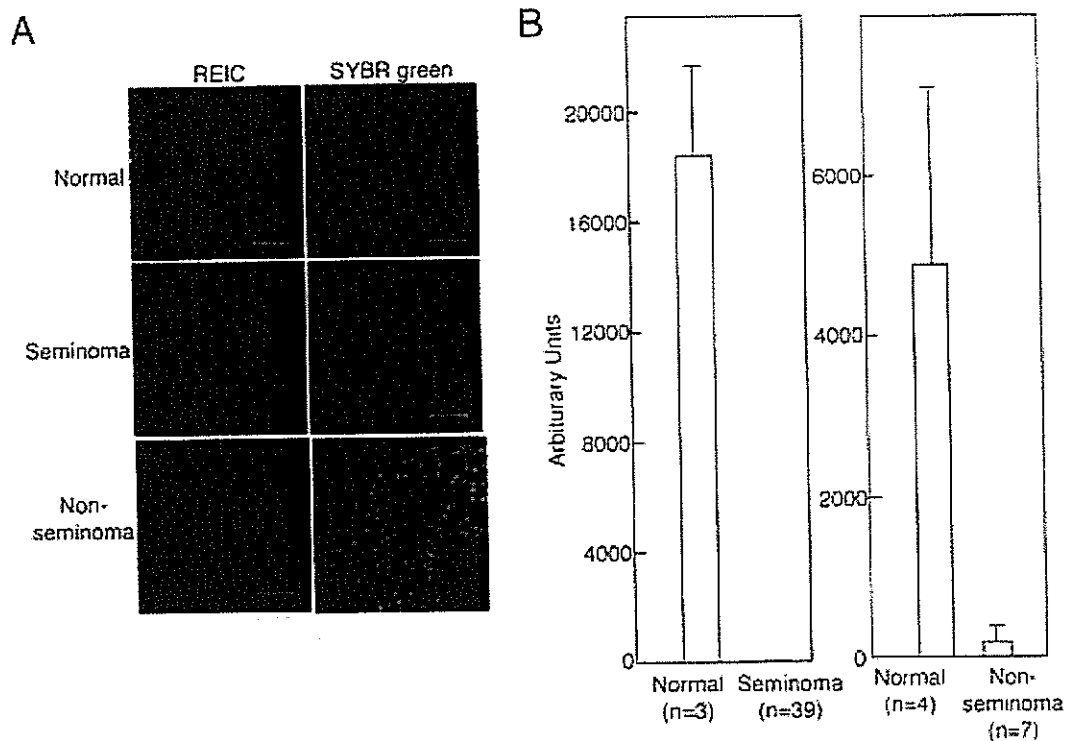 A
REIC SYBR green
Normal
Seminoma
Non-
seminoma
B
Arbiturary Units
20000
16000
12000
8000
4000
0
Normal
(n=3)
Seminoma
(n=39)
6000
4000
2000
0
Normal
(n=4)
Non-
seminoma
(n=7)